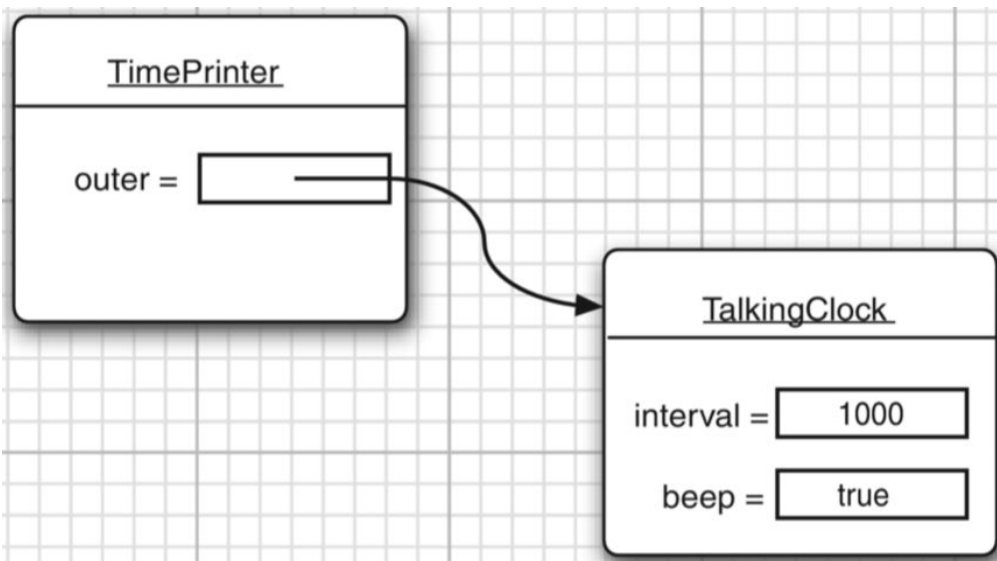 TimePrinter
outer =
TalkingClock
interval = 1000
beep = true